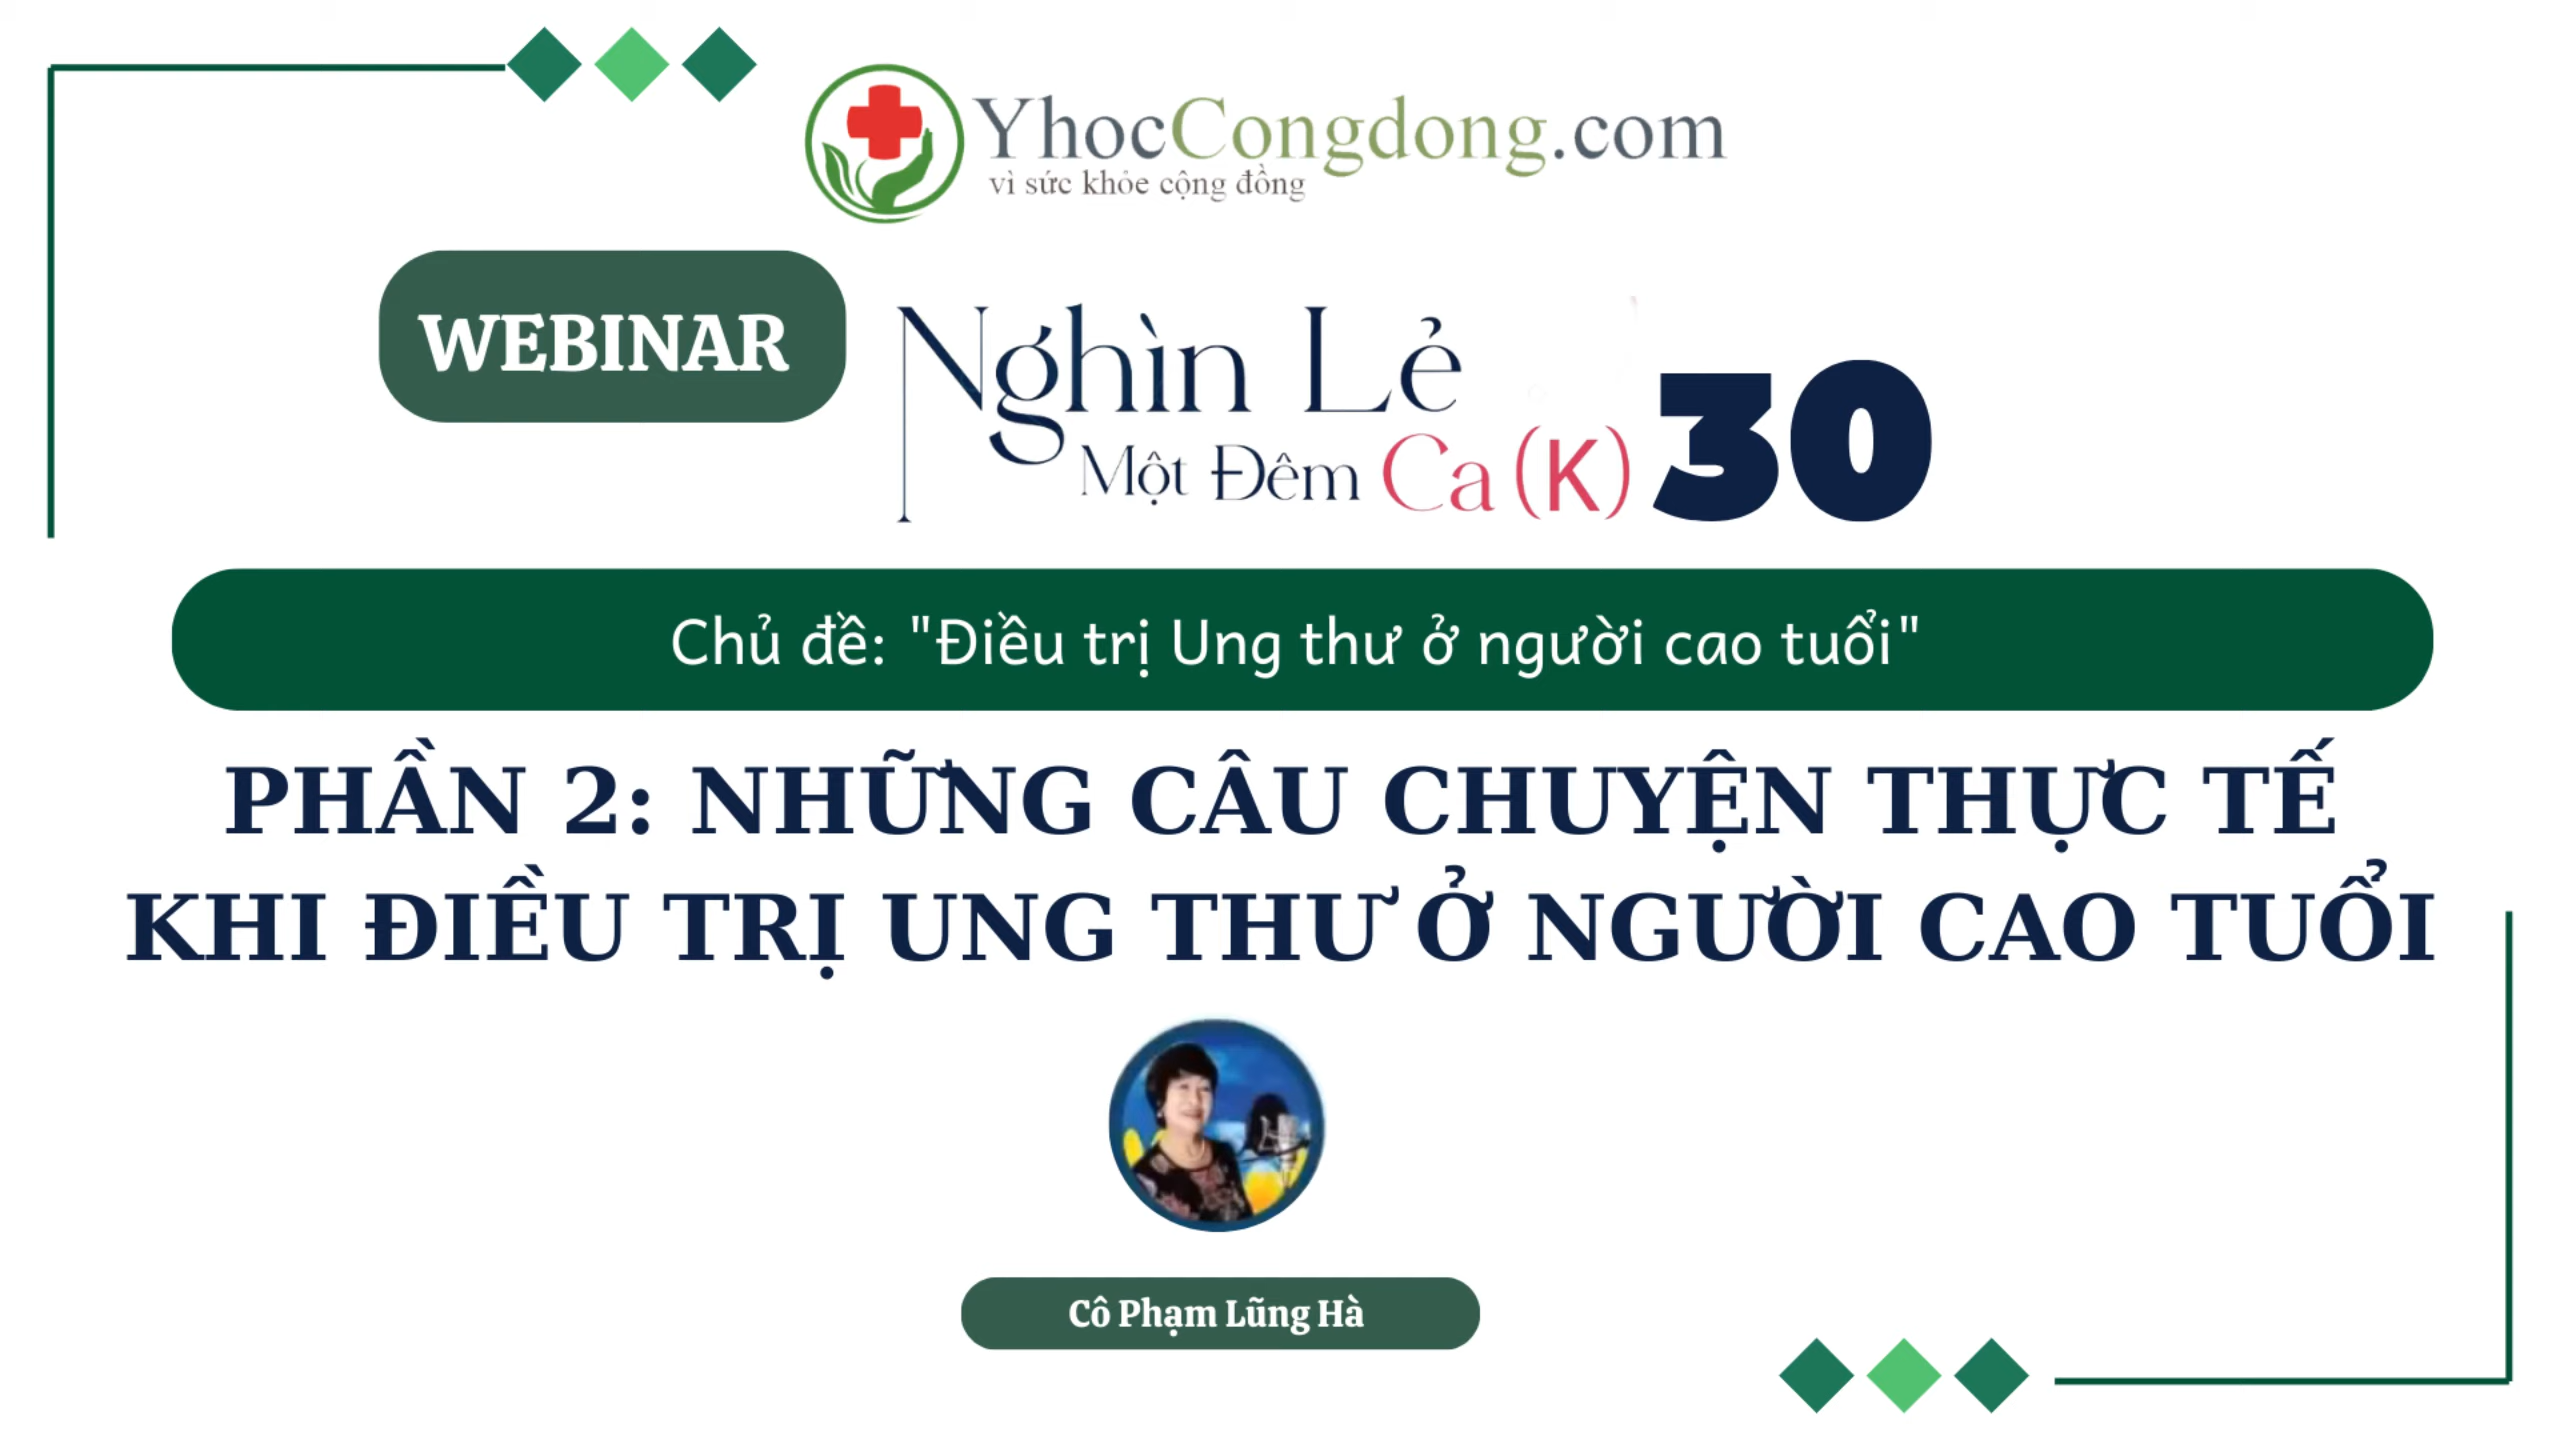 YhocCongdong.com
vì sức khỏe cộng đồng
WEBINAR
Nghìn Lẻ
Một Đêm Ca (K) 30
Chủ đề: "Điều trị Ung thư ở người cao tuổi"
PHẦN 2: NHỮNG CÂU CHUYỆN THỰC TẾ
KHI ĐIỀU TRỊ UNG THƯ Ở NGƯỜI CAO TUỔI
Cô Phạm Lũng Hà